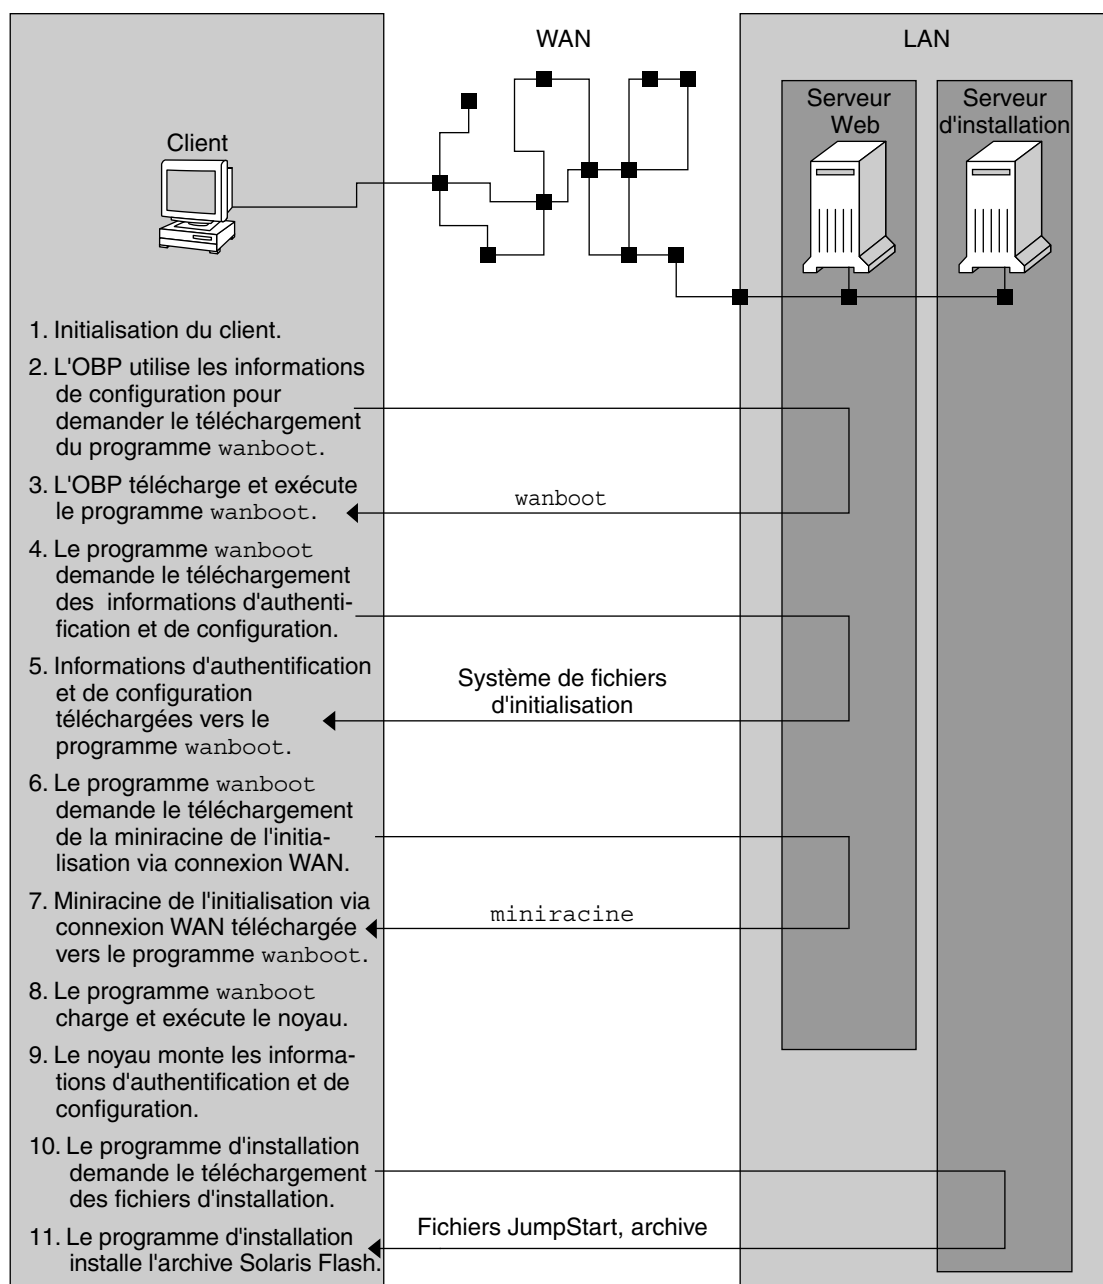 WAN
LAN
Client
Serveur
Web
Serveur
d'installation
1. Initialisation du client.
2. L'OBP utilise les informations
de configuration pour
demander le téléchargement
du programme wanboot.
3. L'OBP télécharge et exécute
le programme wanboot.
wanboot
4. Le programme wanboot
demande le téléchargement
des informations d'authenti-
fication et de configuration.
5. Informations d'authentification
et de configuration
téléchargées vers le
programme wanboot.
Système de fichiers
d'initialisation
6. Le programme wanboot
demande le téléchargement
de la miniracine de l'initia-
lisation via connexion WAN.
7. Miniracine de l'initialisation via
connexion WAN téléchargée
vers le programme wanboot.
miniracine
8. Le programme wanboot
charge et exécute le noyau.
9. Le noyau monte les informa-
tions d'authentification et de
configuration.
10. Le programme d'installation
demande le téléchargement
des fichiers d'installation.
11. Le programme d'installation
installe l'archive Solaris Flash.
Fichiers JumpStart, archive